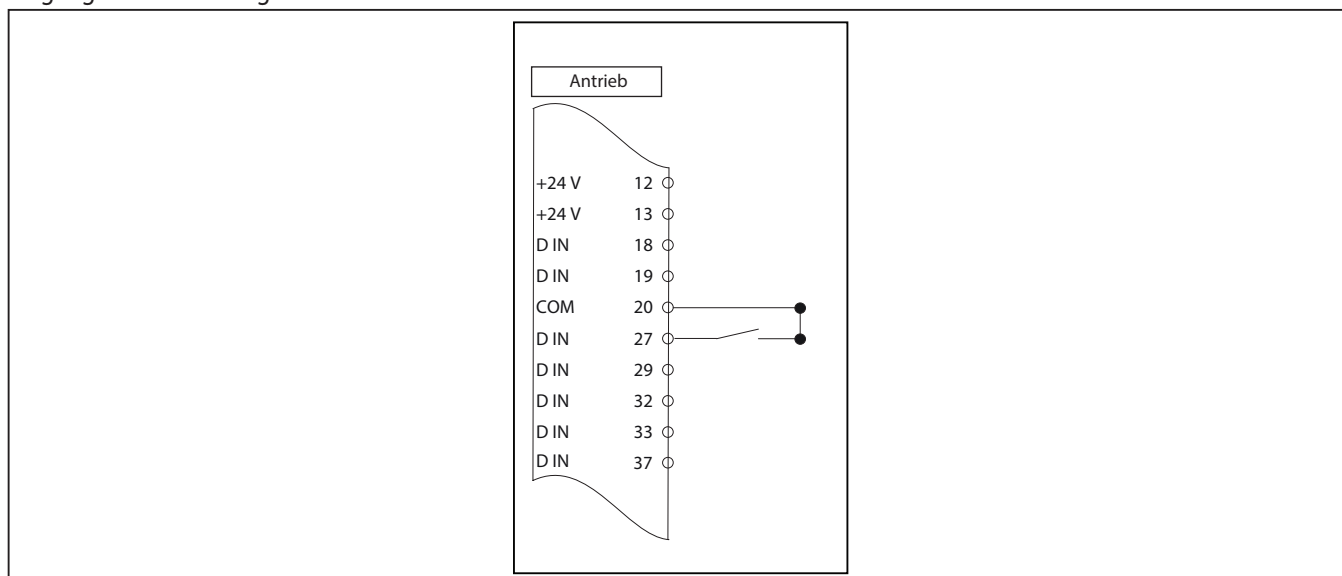 Antrieb
+24 V 12
+24 V 13
D IN 18
D IN 19
COM 20
D IN 27
D IN 29
D IN 32
D IN 33
D IN 37